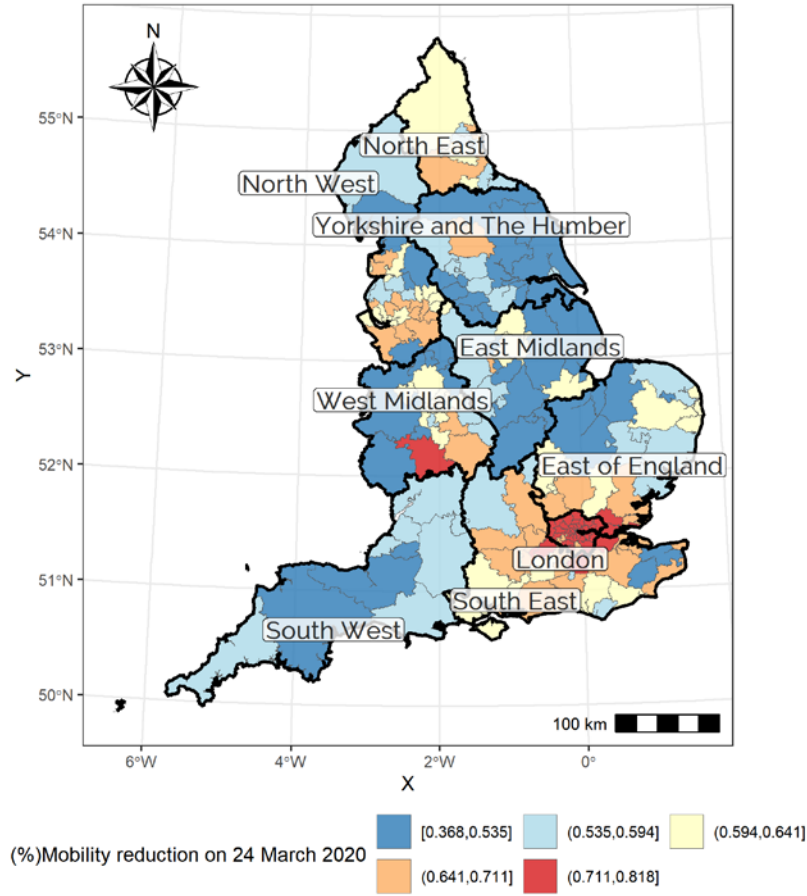 N
55°N
North East
North West
Yorkshire and The Humber
54°N
53°N
East Midlands
West Midlands
52°N
East of England
London
51°N
South East
South West
50°N
100 km
6°W
4°W
2°W
0°
X
Y
(%)Mobility reduction on 24 March 2020
[0.368,0.535]
(0.535,0.594]
(0.594,0.641]
(0.641,0.711]
(0.711,0.818]